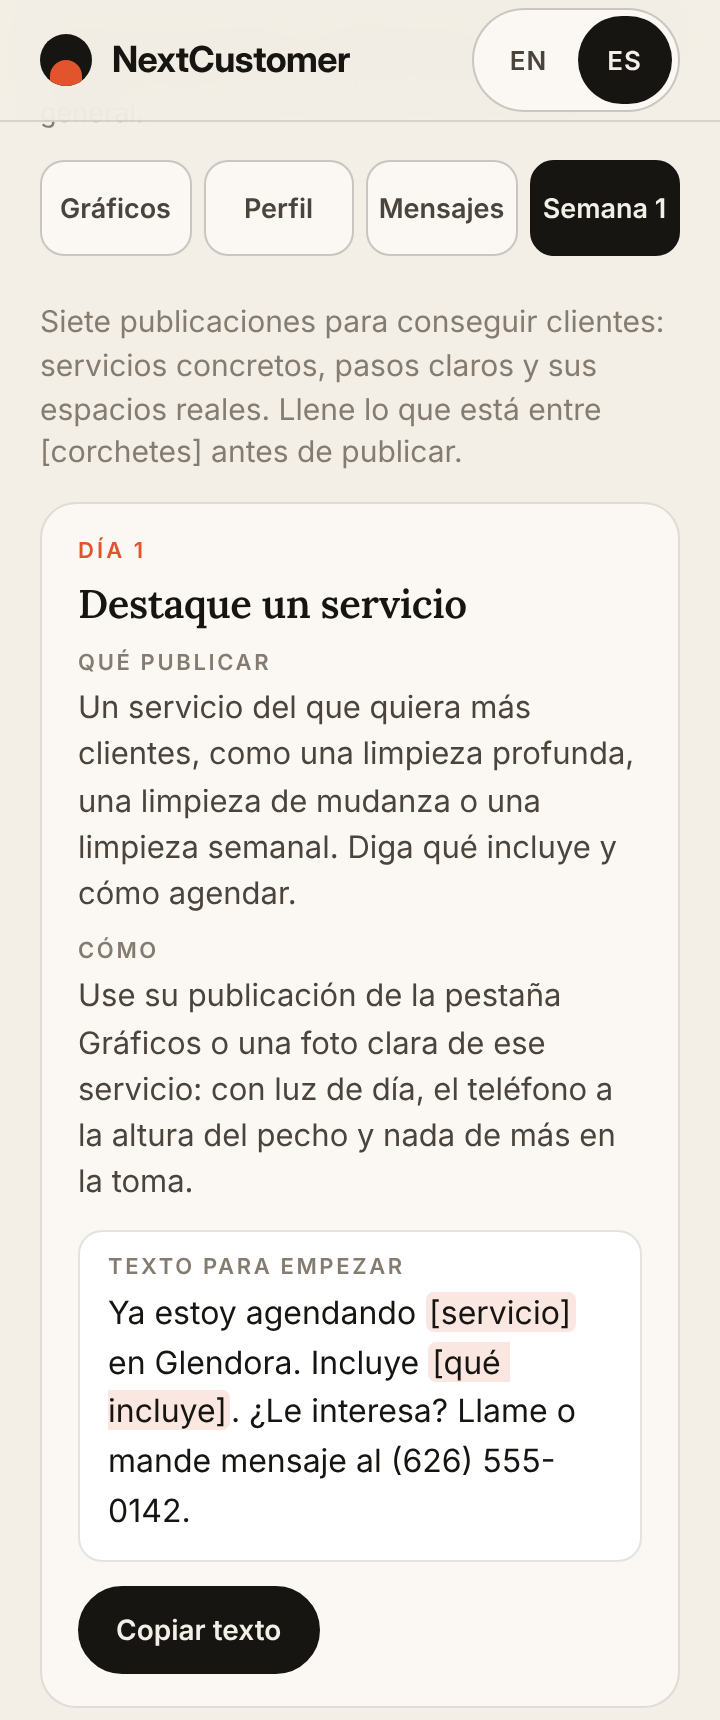 NextCustomer
EN
ES
general.
Gráficos
Perfil
Mensajes
Semana 1
Siete publicaciones para conseguir clientes:
servicios concretos, pasos claros y sus
espacios reales. Llene lo que está entre
[corchetes] antes de publicar.
DÍA 1
Destaque un servicio
QUÉ PUBLICAR
Un servicio del que quiera más
clientes, como una limpieza profunda,
una limpieza de mudanza o una
limpieza semanal. Diga qué incluye y
cómo agendar.
CÓMO
Use su publicación de la pestaña
Gráficos o una foto clara de ese
servicio: con luz de día, el teléfono a
la altura del pecho y nada de más en
la toma.
TEXTO PARA EMPEZAR
Ya estoy agendando [servicio]
en Glendora. Incluye [qué
incluye]. ¿Le interesa? Llame o
mande mensaje al (626) 555-
0142.
Copiar texto